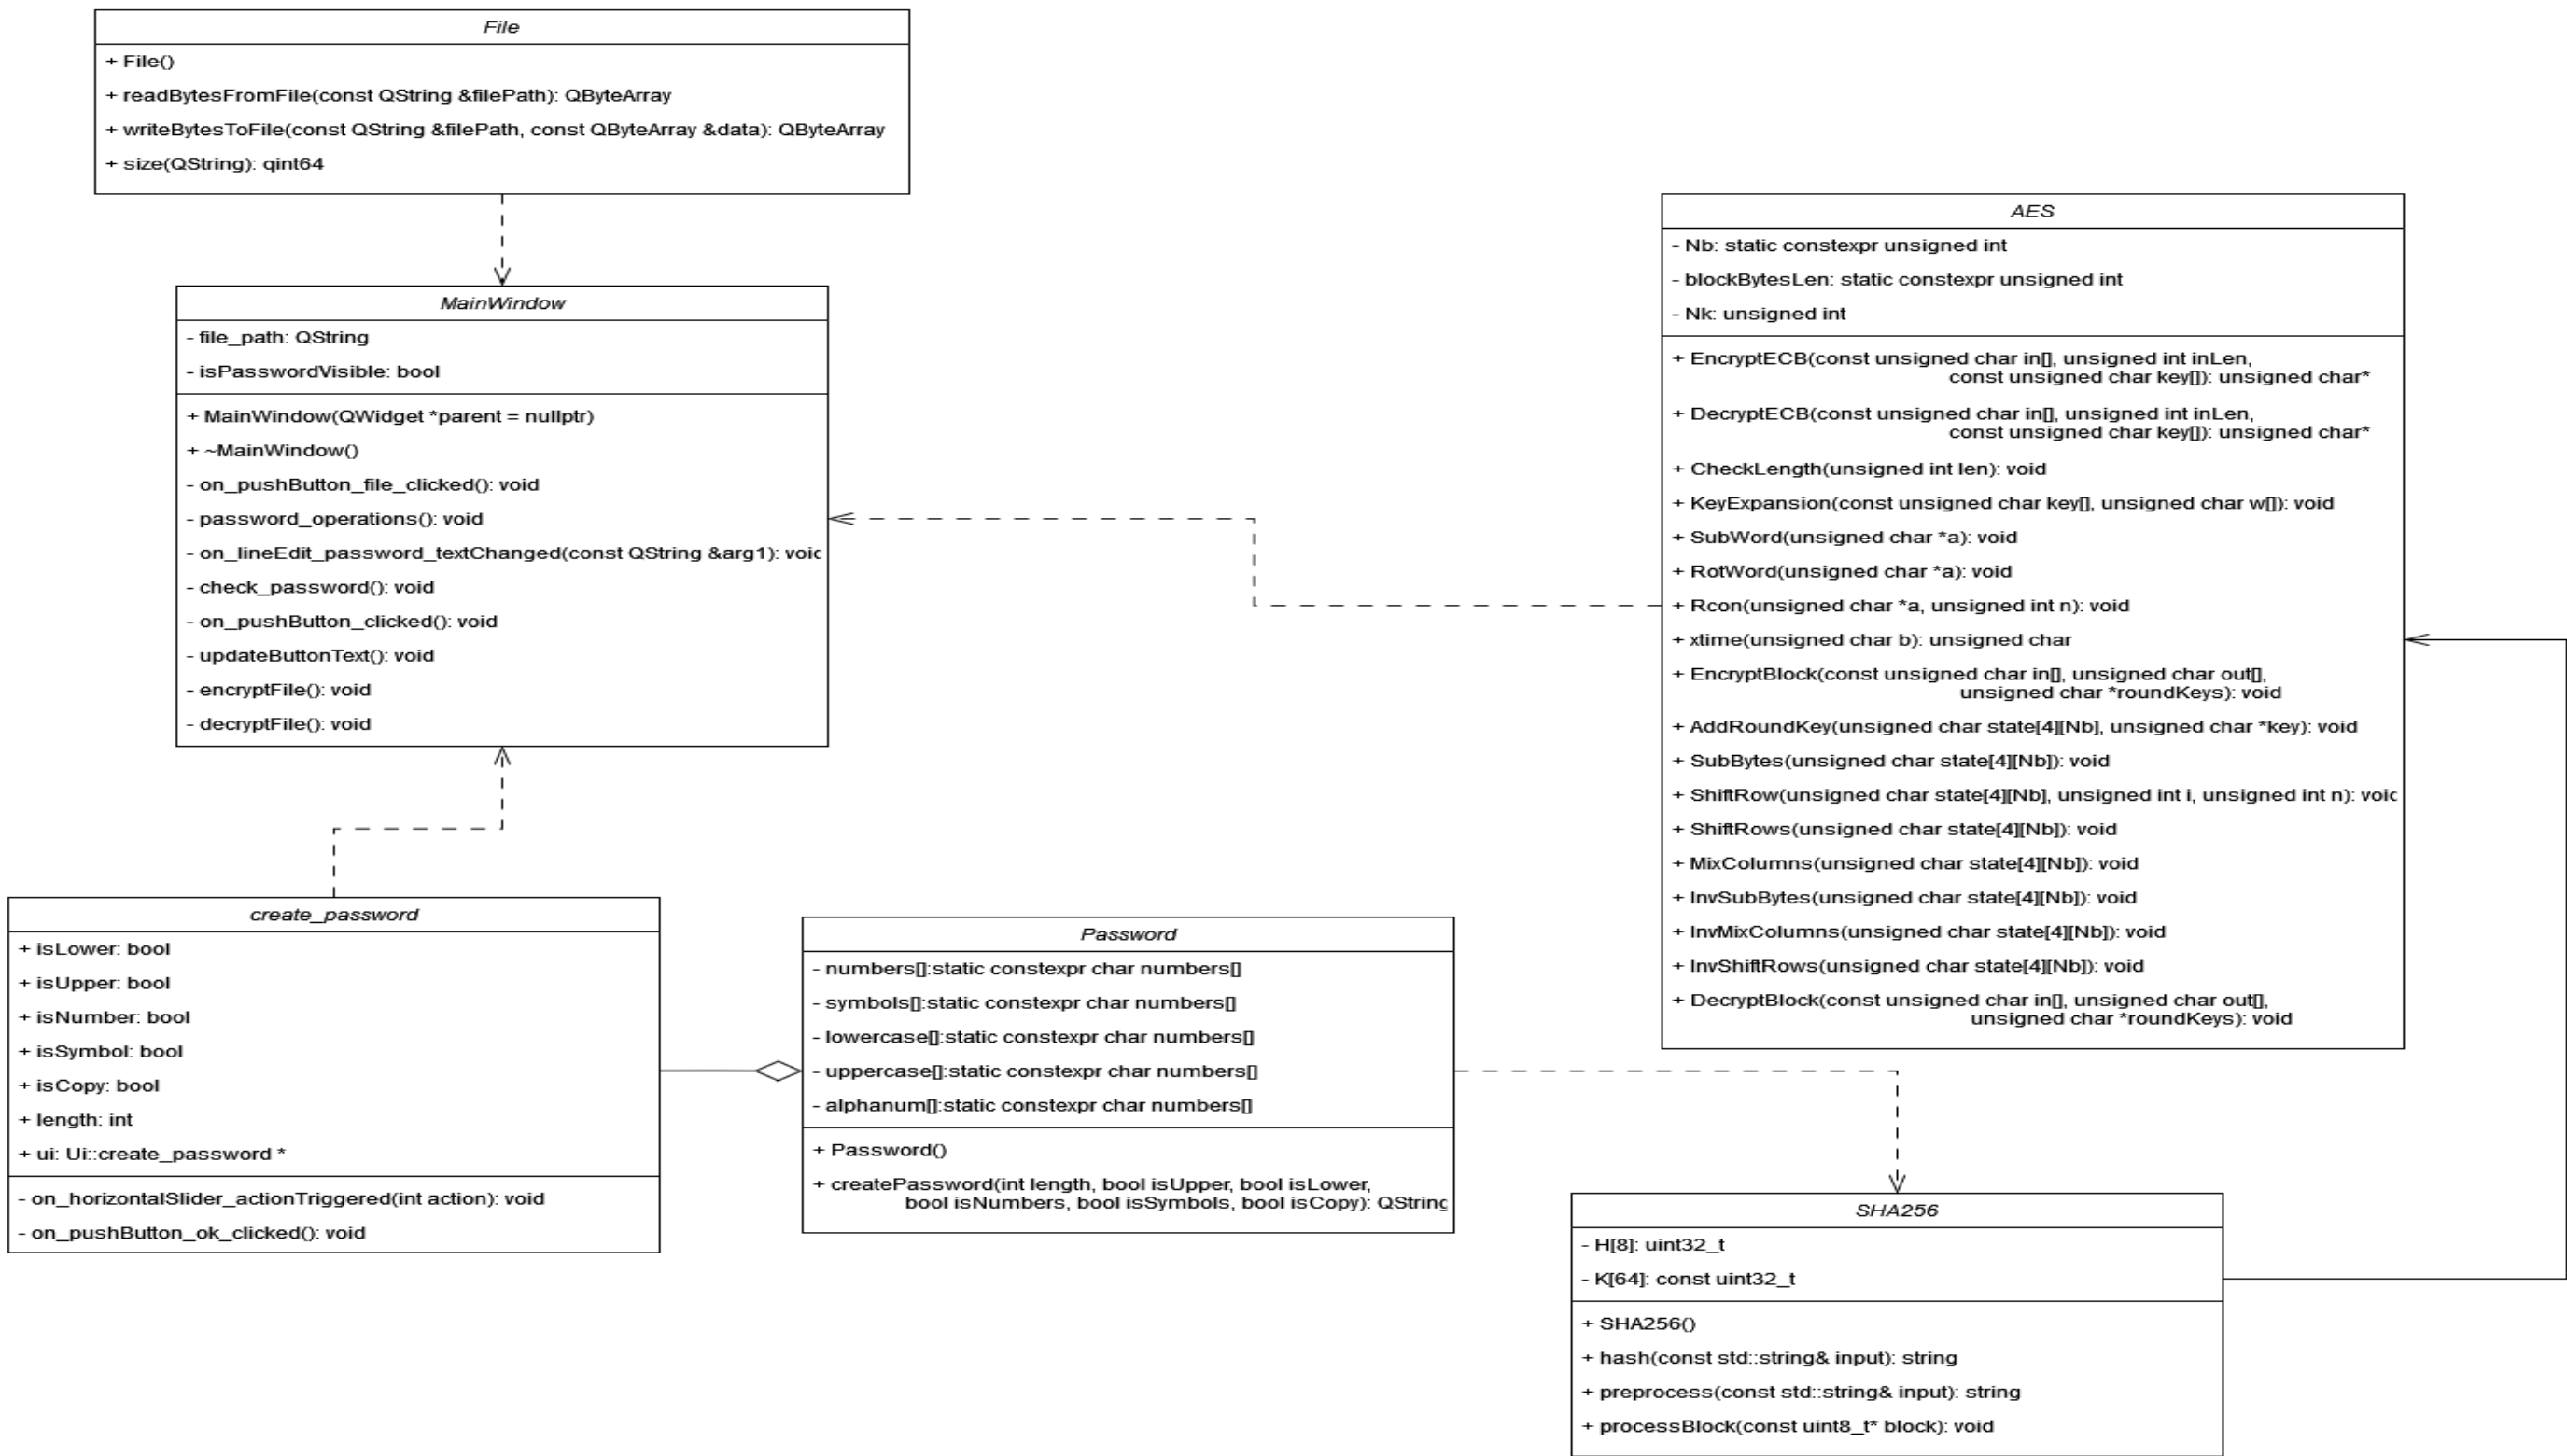 File
+ File()
+ readBytesFromFile(const QString &filePath): QByteArray
+ writeBytesToFile(const QString &filePath, const QByteArray &data): QByteArray
+ size(QString): qint64
MainWindow
- file_path: QString
- isPasswordVisible: bool
+ MainWindow(QWidget *parent = nullptr)
+ ~MainWindow()
- on_pushButton_file_clicked(): void
- password_operations(): void
- on_lineEdit_password_textChanged(const QString &arg1): voic
- check_password(): void
- on_pushButton_clicked(): void
- updateButtonText(): void
- encryptFile(): void
- decryptFile(): void
AES
- Nb: static constexpr unsigned int
- blockBytesLen: static constexpr unsigned int
- Nk: unsigned int
+ EncryptECB(const unsigned char in[], unsigned int inLen,
const unsigned char key[]): unsigned char*
+ DecryptECB(const unsigned char in[], unsigned int inLen,
const unsigned char key[]): unsigned char*
+ CheckLength(unsigned int len): void
+ KeyExpansion(const unsigned char key[], unsigned char w[]): void
+ SubWord(unsigned char *a): void
+ RotWord(unsigned char *a): void
+ Rcon(unsigned char *a, unsigned int n): void
+ xtime(unsigned char b): unsigned char
+ EncryptBlock(const unsigned char in[], unsigned char out[],
unsigned char *roundKeys): void
+ AddRoundKey(unsigned char state[4][Nb], unsigned char *key): void
+ SubBytes(unsigned char state[4][Nb]): void
+ ShiftRow(unsigned char state[4][Nb], unsigned int i, unsigned int n): voic
+ ShiftRows(unsigned char state[4][Nb]): void
+ MixColumns(unsigned char state[4][Nb]): void
+ InvSubBytes(unsigned char state[4][Nb]): void
+ InvMixColumns(unsigned char state[4][Nb]): void
+ InvShiftRows(unsigned char state[4][Nb]): void
+ DecryptBlock(const unsigned char in[], unsigned char out[],
unsigned char *roundKeys): void
create_password
+ isLower: bool
+ isUpper: bool
+ isNumber: bool
+ isSymbol: bool
+ isCopy: bool
+ length: int
+ ui: Ui::create_password *
- on_horizontalSlider_actionTriggered(int action): void
- on_pushButton_ok_clicked(): void
Password
- numbers[]:static constexpr char numbers[]
- symbols[]:static constexpr char numbers[]
- lowercase[]:static constexpr char numbers[]
- uppercase[]:static constexpr char numbers[]
- alphanum[]:static constexpr char numbers[]
+ Password()
+ createPassword(int length, bool isUpper, bool isLower,
bool isNumbers, bool isSymbols, bool isCopy): QString
SHA256
- H[8]: uint32_t
- K[64]: const uint32_t
+ SHA256()
+ hash(const std::string& input): string
+ preprocess(const std::string& input): string
+ processBlock(const uint8_t* block): void